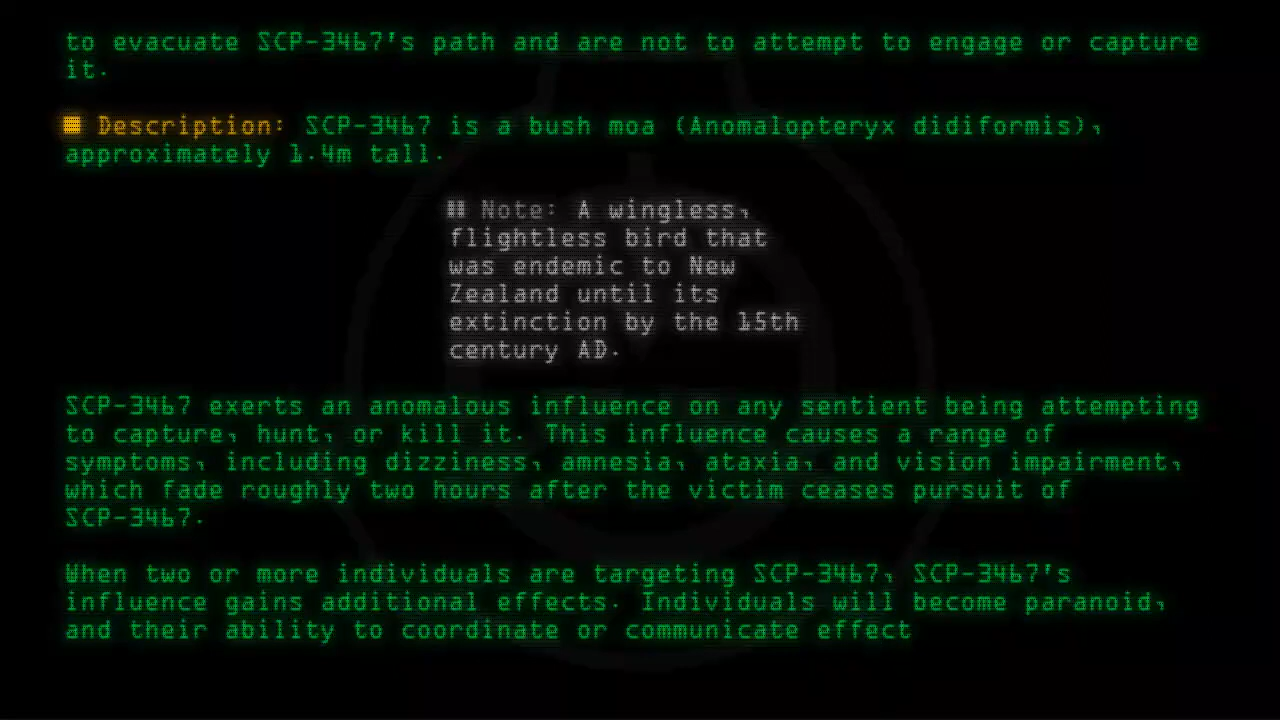 to evacuate SCP-3467's path and are not to attempt to engage or capture
it.
■ Description: SCP-3467 is a bush moa (Anomalopteryx didiformis),
approximately 1.4m tall.
Note: A wingless,
flightless bird that
was endemic to New
Zealand until its
extinction by the 15th
century AD.
SCP-3467 exerts an anomalous influence on any sentient being attempting
to capture, hunt, or kill it. This influence causes a range of
symptoms, including dizziness, amnesia, ataxia, and vision impairment,
which fade roughly two hours after the victim ceases pursuit of
SCP-3467.
When two or more individuals are targeting SCP-3467, SCP-3467's
influence gains additional effects. Individuals will become paranoid,
and their ability to coordinate or communicate effect